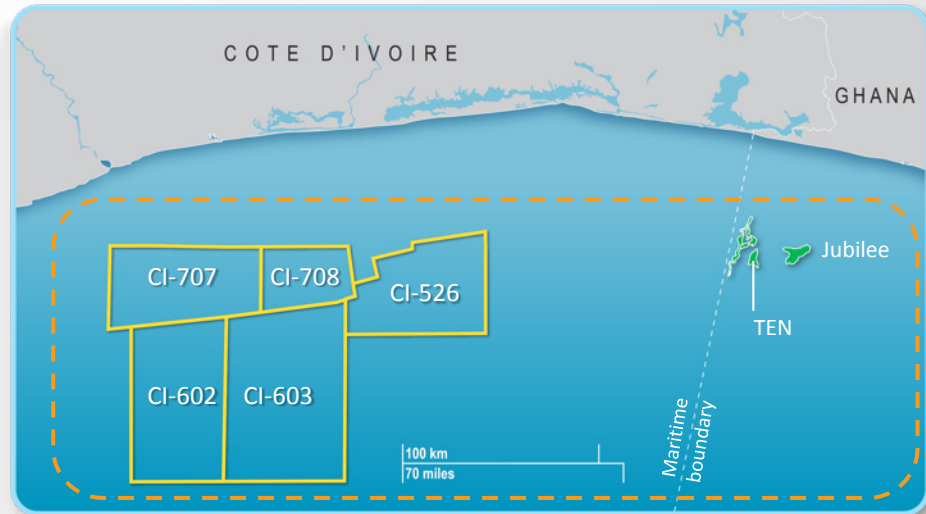 COTE D'IVOIRE
GHANA
CI-707
CI-708
CI-526
Jubilee
TEN
CI-602
CI-603
Maritime
boundary
100 km
70 miles